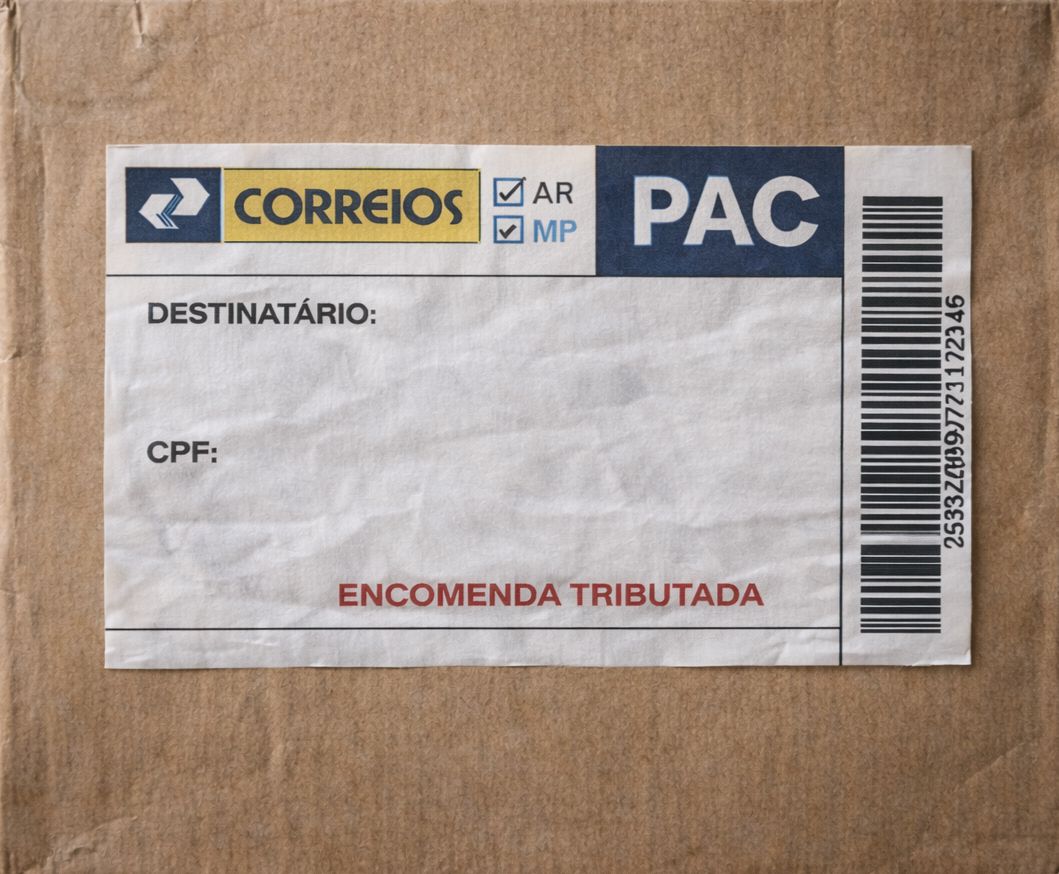 CORREIOS
AR
MP
PAC
DESTINATÁRIO:
CPF:
ENCOMENDA TRIBUTADA